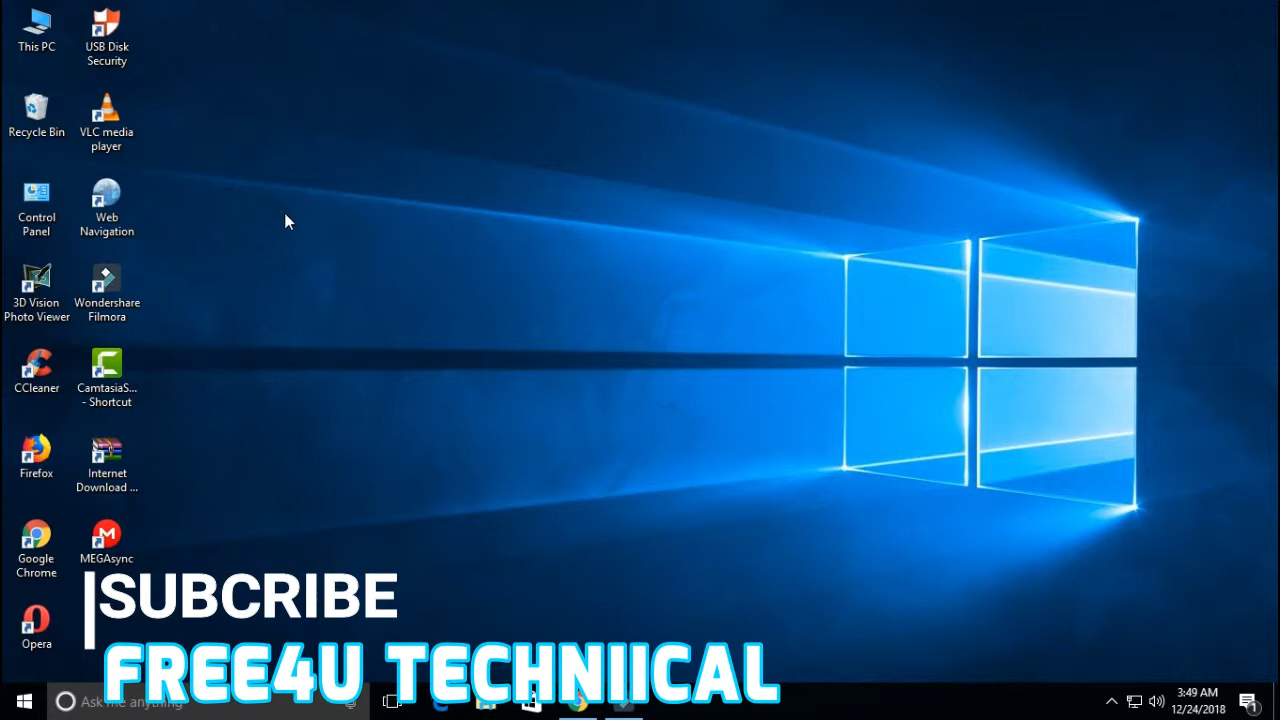 This PC
USB Disk
Security
Recycle Bin
VLC media
player
Control
Panel
Web
Navigation
3D Vision
Photo Viewer
Wondershare
Filmora
CCleaner
CamtasiaS...
- Shortcut
Firefox
Internet
Download ...
Google
Chrome
MEGAsync
Opera
SUBCRIBE
FREE4U TECHNIICAL
Ask me anything
3:49 AM
12/24/2018
1